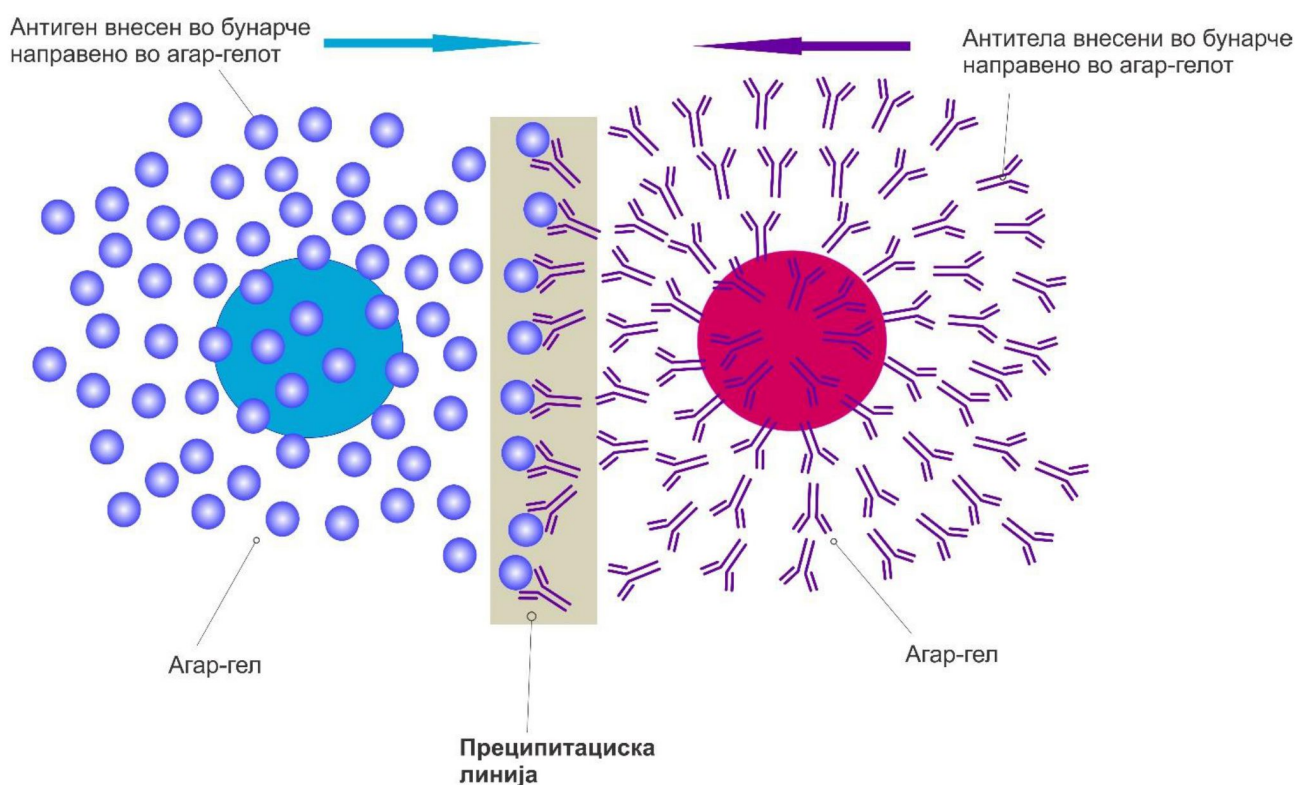 Антиген внесен во бунарче
направено во агар-гелот
Антитела внесени во бунарче
направено во агар-гелот
Агар-гел
Агар-гел
Преципитациска
линија